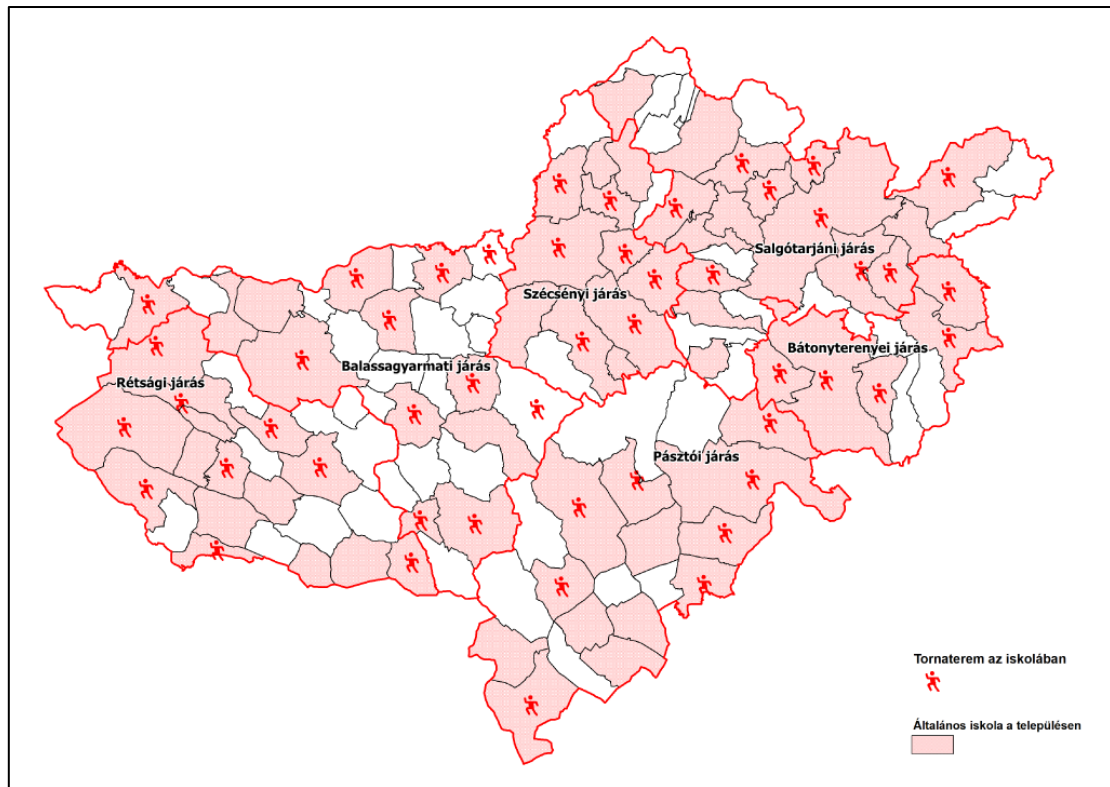 Salgótarjáni járás
Szécsényi járás
Bátonyterenyei járás
Balassagyarmati járás
Rétsági járás
Pásztói járás
Tornaterem az iskolában
Általános iskola a településen